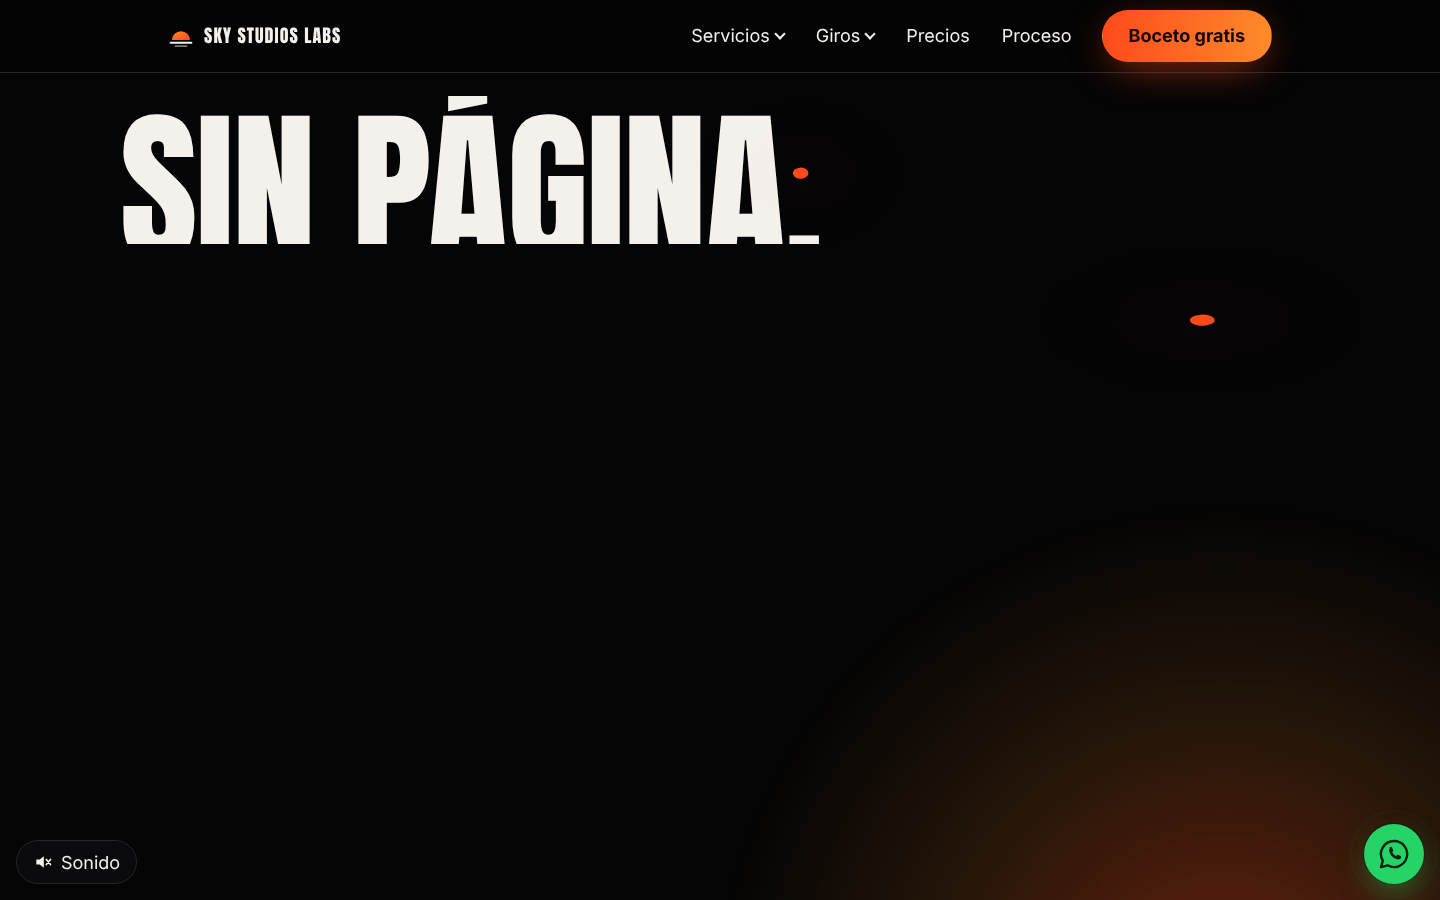 SKY STUDIOS LABS
Servicios
Giros
Precios
Proceso
Boceto gratis
SIN PÁGINA,
Sonido